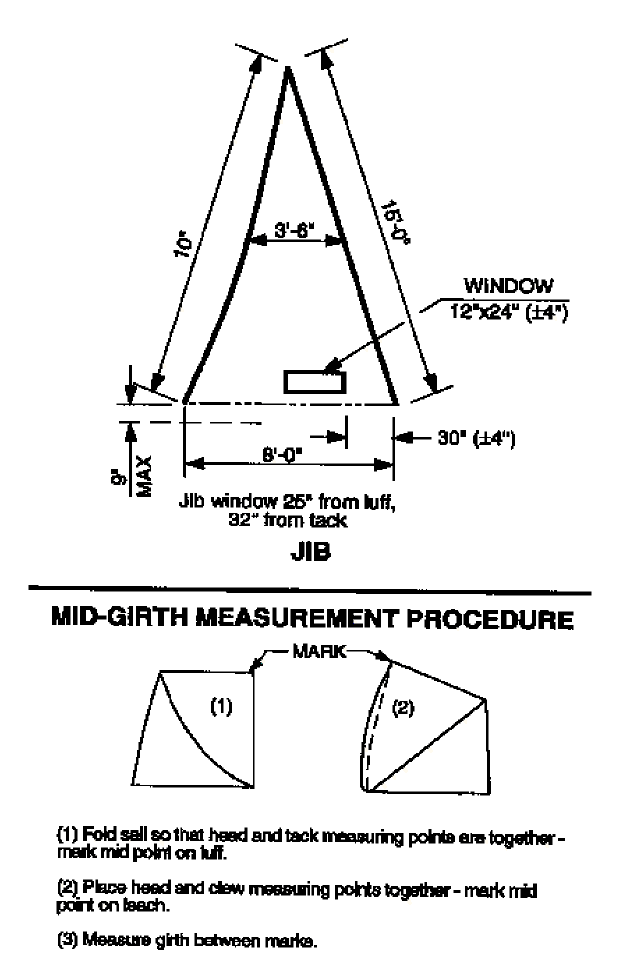 10"
15'-0"
3'-6"
WINDOW
12"x24" (±4")
30" (±4")
9"
MAX
8'-0"
Jib window 25" from luff,
32" from tack
JIB
MID-GIRTH MEASUREMENT PROCEDURE
MARK
(1)
(2)
(1) Fold sail so that head and tack measuring points are together -
mark mid point on luff.
(2) Place head and clew measuring points together - mark mid
point on leach.
(3) Measure girth between marks.